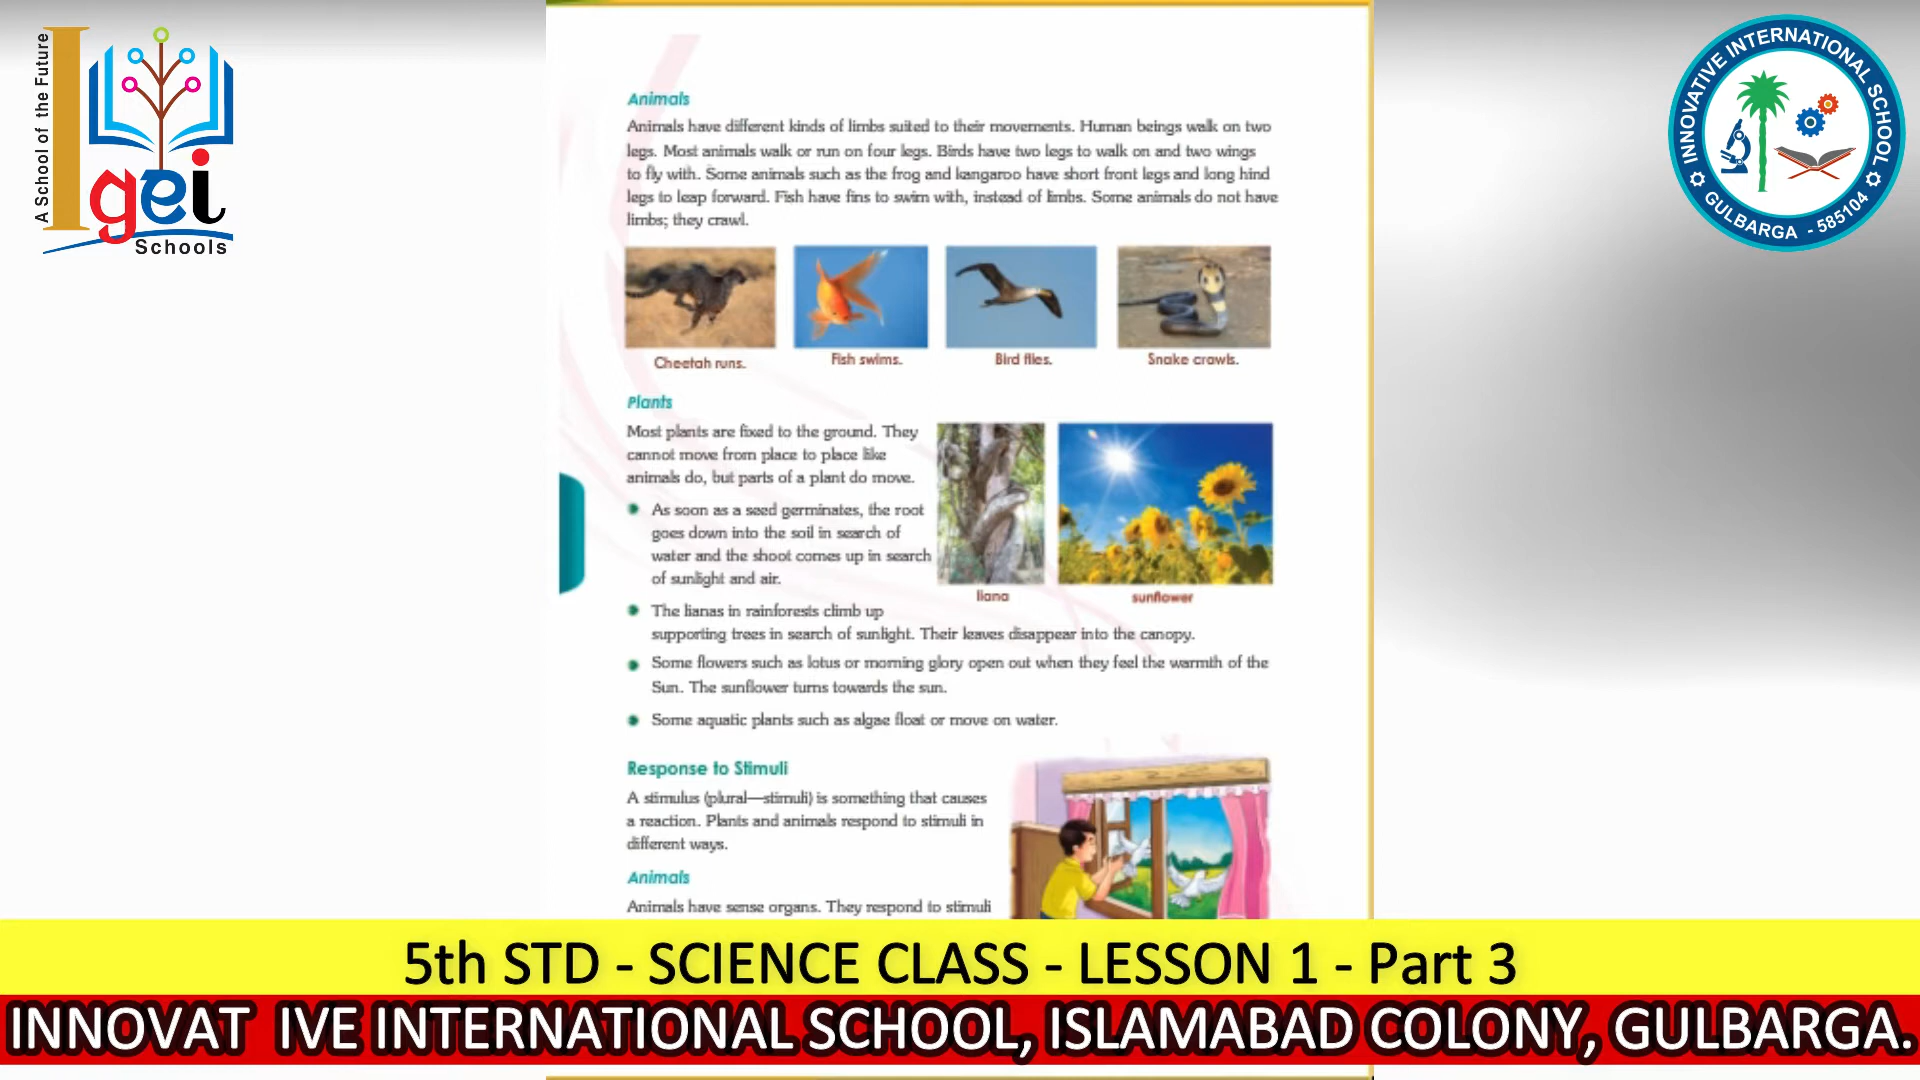 A School of the Future
I
gei
Schools
INNOVATIVE INTERNATIONAL SCHOOL
GULBARGA - 585104
Animals
Animals have different kinds of limbs suited to their movements. Human beings walk on two
legs. Most animals walk or run on four legs. Birds have two legs to walk on and two wings
to fly with. Some animals such as the frog and kangaroo have short front legs and long hind
legs to leap forward. Fish have fins to swim with, instead of limbs. Some animals do not have
limbs; they crawl.
Cheetah runs.
Fish swims.
Bird flies.
Snake crawls.
Plants
Most plants are fixed to the ground. They
cannot move from place to place like
animals do, but parts of a plant do move.
As soon as a seed germinates, the root
goes down into the soil in search of
water and the shoot comes up in search
of sunlight and air.
liana
sunflower
The lianas in rainforests climb up
supporting trees in search of sunlight. Their leaves disappear into the canopy.
Some flowers such as lotus or morning glory open out when they feel the warmth of the
Sun. The sunflower turns towards the sun.
Some aquatic plants such as algae float or move on water.
Response to Stimuli
A stimulus (plural—stimuli) is something that causes
a reaction. Plants and animals respond to stimuli in
different ways.
Animals
Animals have sense organs. They respond to stimuli
5th STD - SCIENCE CLASS - LESSON 1 - Part 3
INNOVAT IVE INTERNATIONAL SCHOOL, ISLAMABAD COLONY, GULBARGA.